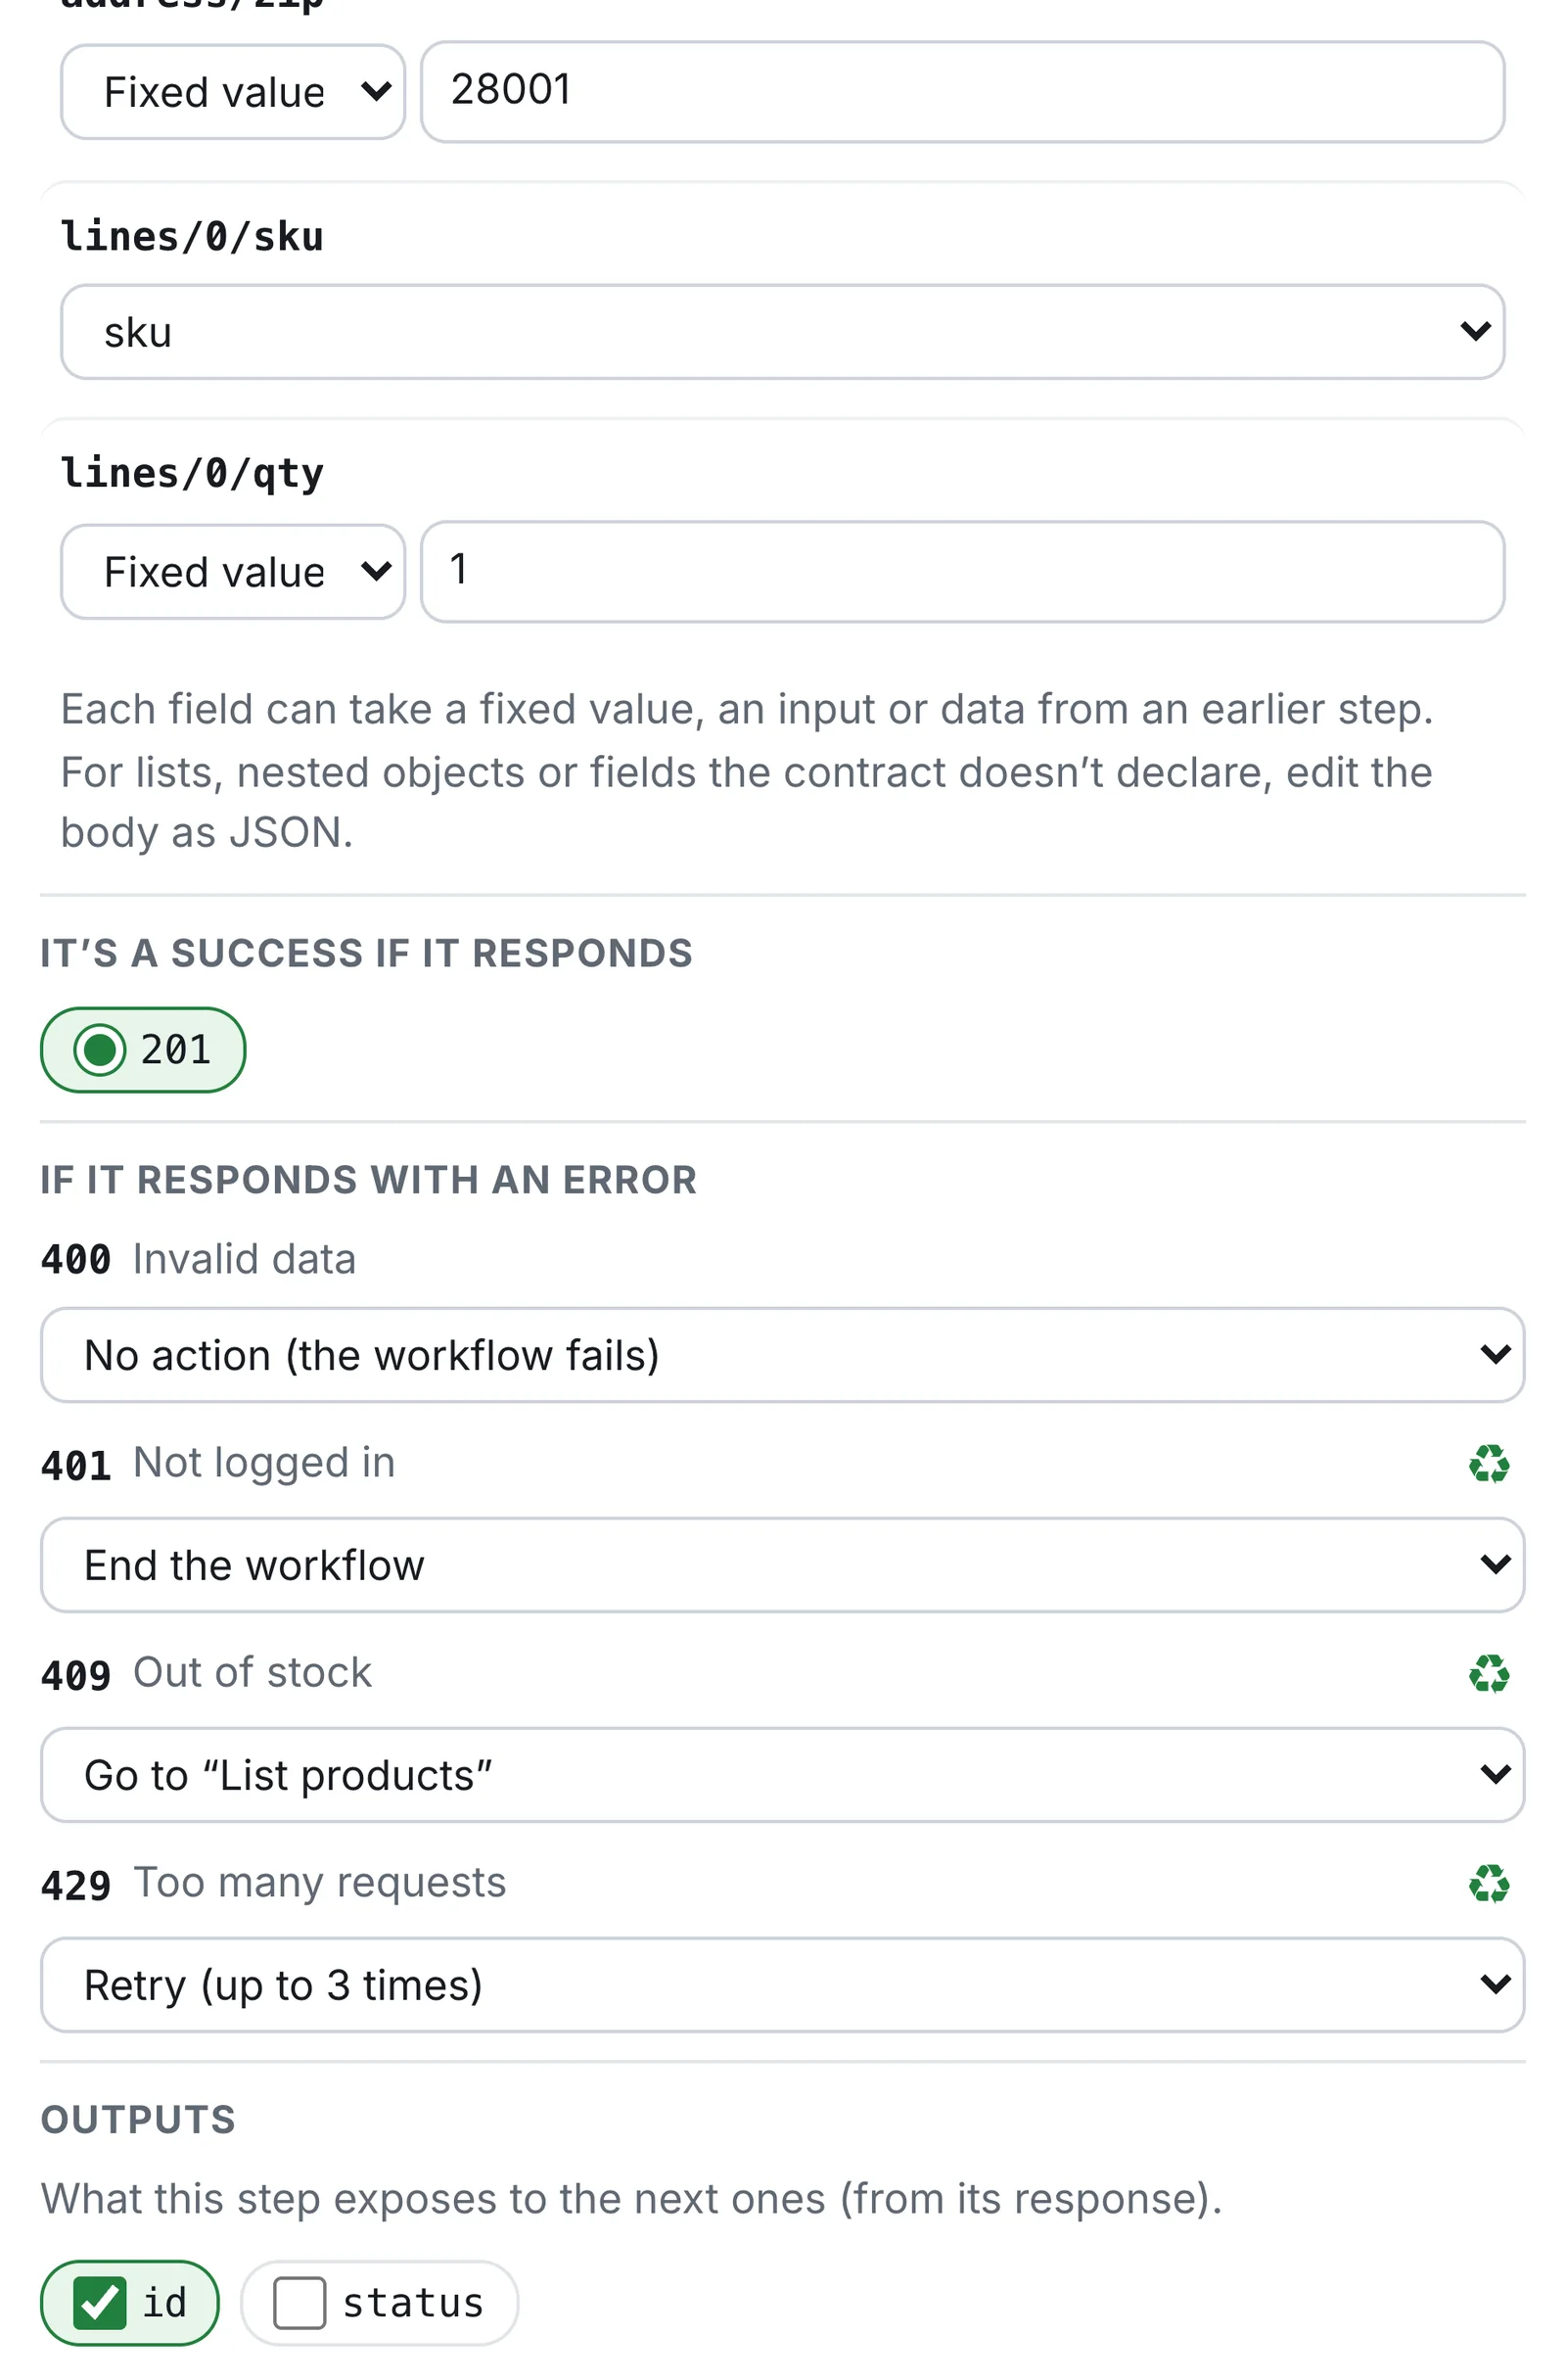 address/zip
Fixed value
28001
lines/0/sku
sku
lines/0/qty
Fixed value
1
Each field can take a fixed value, an input or data from an earlier step.
For lists, nested objects or fields the contract doesn’t declare, edit the
body as JSON.
IT’S A SUCCESS IF IT RESPONDS
201
IF IT RESPONDS WITH AN ERROR
400 Invalid data
No action (the workflow fails)
401 Not logged in
End the workflow
409 Out of stock
Go to “List products”
429 Too many requests
Retry (up to 3 times)
OUTPUTS
What this step exposes to the next ones (from its response).
id
status